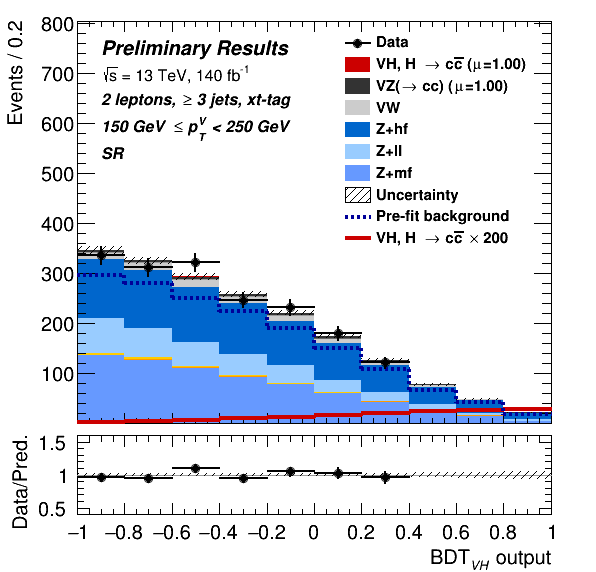 Events / 0.2
800
700
600
500
400
300
200
100
Preliminary Results
√s = 13 TeV, 140 fb⁻¹
2 leptons, ≥ 3 jets, xt-tag
150 GeV ≤ p_T^V < 250 GeV
SR
Data
VH, H → cc̅ (μ=1.00)
VZ(→ cc) (μ=1.00)
VW
Z+hf
Z+ll
Z+mf
Uncertainty
Pre-fit background
VH, H → cc̅ × 200
Data/Pred.
1.5
1
0.5
−1 −0.8 −0.6 −0.4 −0.2 0 0.2 0.4 0.6 0.8 1
BDT_VH output